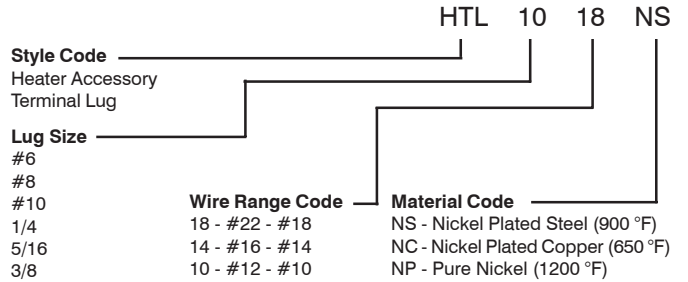 HTL 10 18 NS
Style Code
Heater Accessory
Terminal Lug
Lug Size
#6
#8
#10
1/4
5/16
3/8
Wire Range Code
18 - #22 - #18
14 - #16 - #14
10 - #12 - #10
Material Code
NS - Nickel Plated Steel (900 °F)
NC - Nickel Plated Copper (650 °F)
NP - Pure Nickel (1200 °F)